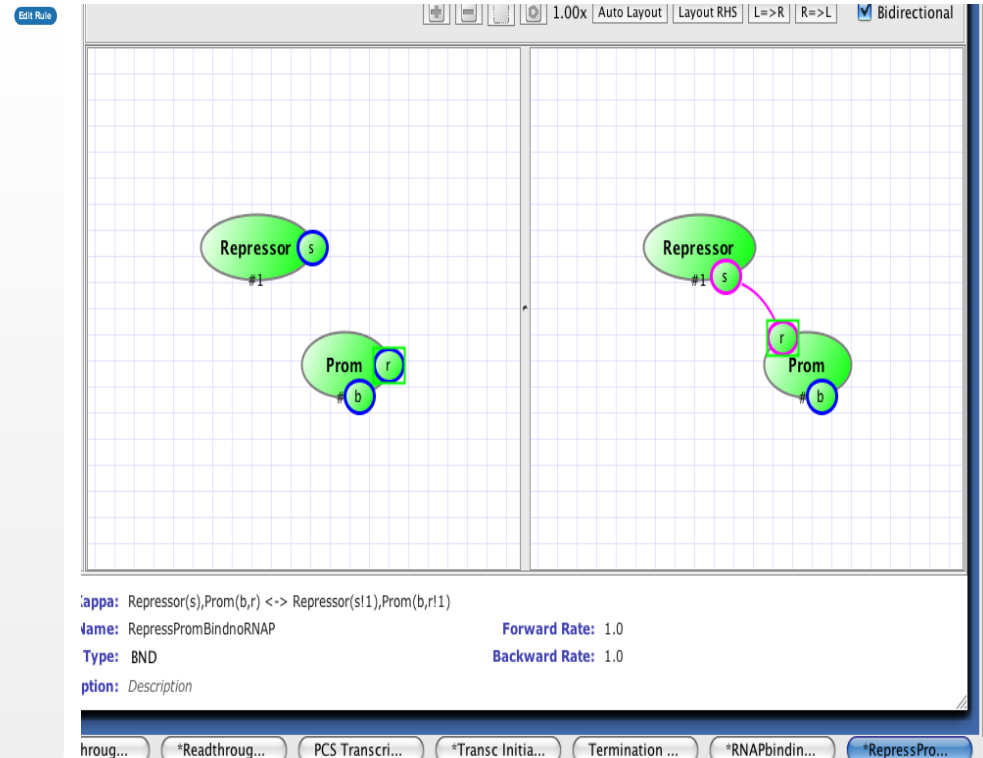 Edit Rule
1.00x Auto Layout Layout RHS L=>R R=>L Bidirectional
Repressor s
#1
Prom r
# b
Repressor
#1 s
r
Prom
# b
Kappa: Repressor(s),Prom(b,r) <-> Repressor(s!1),Prom(b,r!1)
Name: RepressPromBindnoRNAP Forward Rate: 1.0
Type: BND Backward Rate: 1.0
ption: Description
hroug... *Readthroug... PCS Transcri... *Transc Initia... Termination ... *RNAPbindin... *RepressPro...